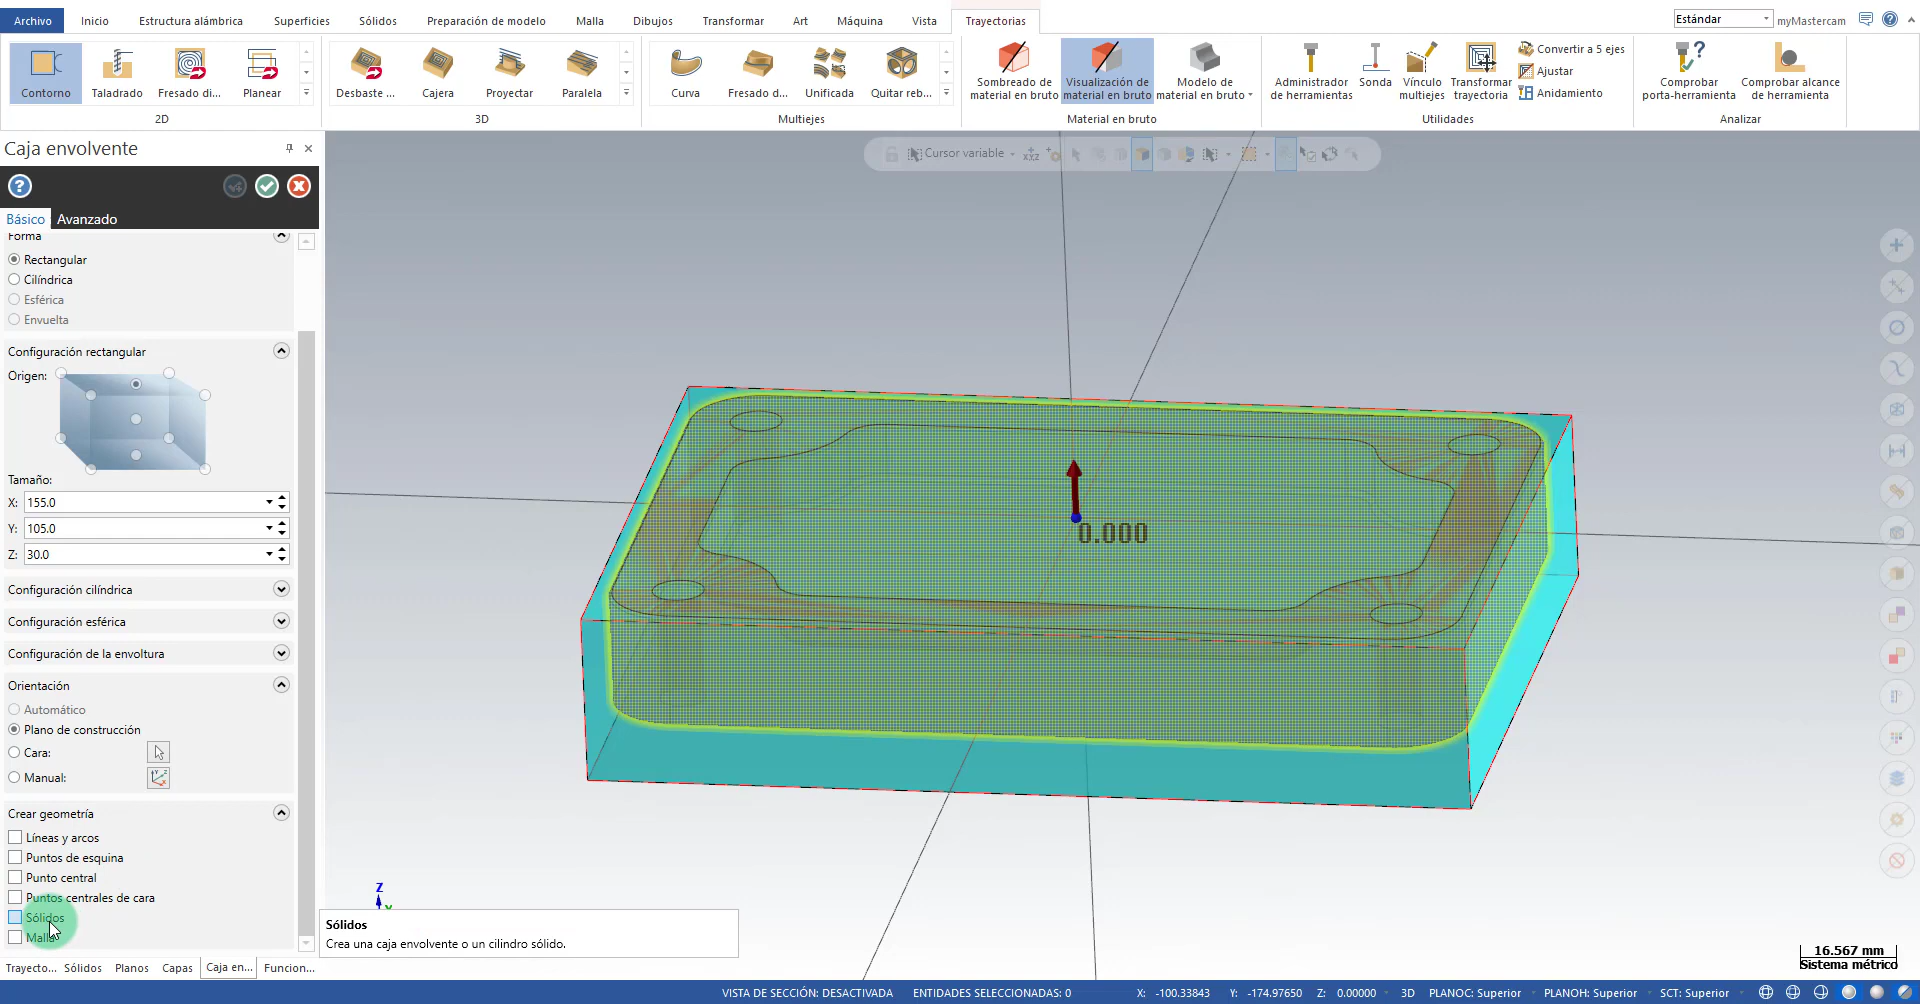 Archivo Inicio Estructura alámbrica Superficies Sólidos Preparación de modelo Malla Dibujos Transformar Art Máquina Vista Trayectorias Estándar myMastercam
Contorno Taladrado Fresado di... Planear
2D
Desbaste ... Cajera Proyectar Paralela
3D
Curva Fresado d... Unificada Quitar reb...
Multiejes
Sombreado de material en bruto
Visualización de material en bruto
Modelo de material en bruto
Material en bruto
Administrador de herramientas
Sonda
Vínculo multiejes
Transformar trayectoria
Convertir a 5 ejes
Ajustar
Anidamiento
Utilidades
Comprobar porta-herramienta
Comprobar alcance de herramienta
Analizar
Caja envolvente
Cursor variable
Básico Avanzado
Forma
Rectangular
Cilíndrica
Esférica
Envuelta
Configuración rectangular
Origen:
Tamaño:
X: 155.0
Y: 105.0
Z: 30.0
Configuración cilíndrica
Configuración esférica
Configuración de la envoltura
Orientación
Automático
Plano de construcción
Cara:
Manual:
Crear geometría
Líneas y arcos
Puntos de esquina
Punto central
Puntos centrales de cara
Sólidos
Malla
0.000
Z
Sólidos
Crea una caja envolvente o un cilindro sólido.
16.567 mm
Sistema métrico
Trayecto... Sólidos Planos Capas Caja en... Funcion...
VISTA DE SECCIÓN: DESACTIVADA ENTIDADES SELECCIONADAS: 0 X: -100.33843 Y: -174.97650 Z: 0.00000 3D PLANOC: Superior PLANOH: Superior SCT: Superior